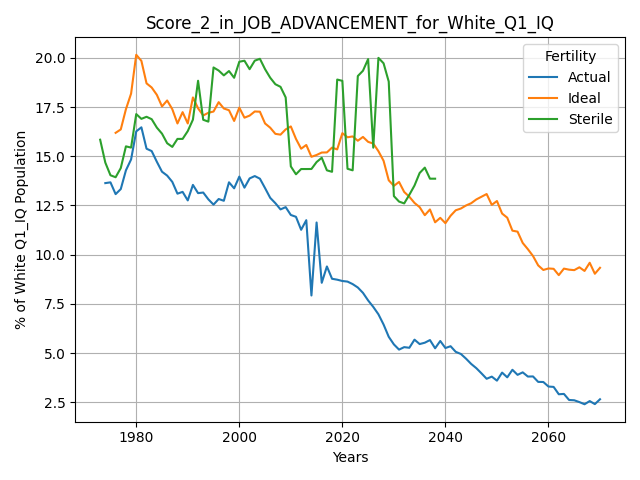 Score_2_in_JOB_ADVANCEMENT_for_White_Q1_IQ
Fertility
Actual
Ideal
Sterile
% of White Q1_IQ Population
20.0
17.5
15.0
12.5
10.0
7.5
5.0
2.5
1980 2000 2020 2040 2060
Years